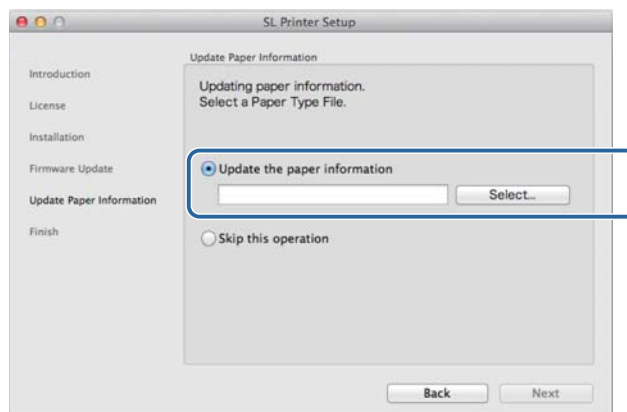 SL Printer Setup
Update Paper Information
Introduction
License
Installation
Firmware Update
Update Paper Information
Finish
Updating paper information.
Select a Paper Type File.
Update the paper information
Select...
Skip this operation
Back
Next